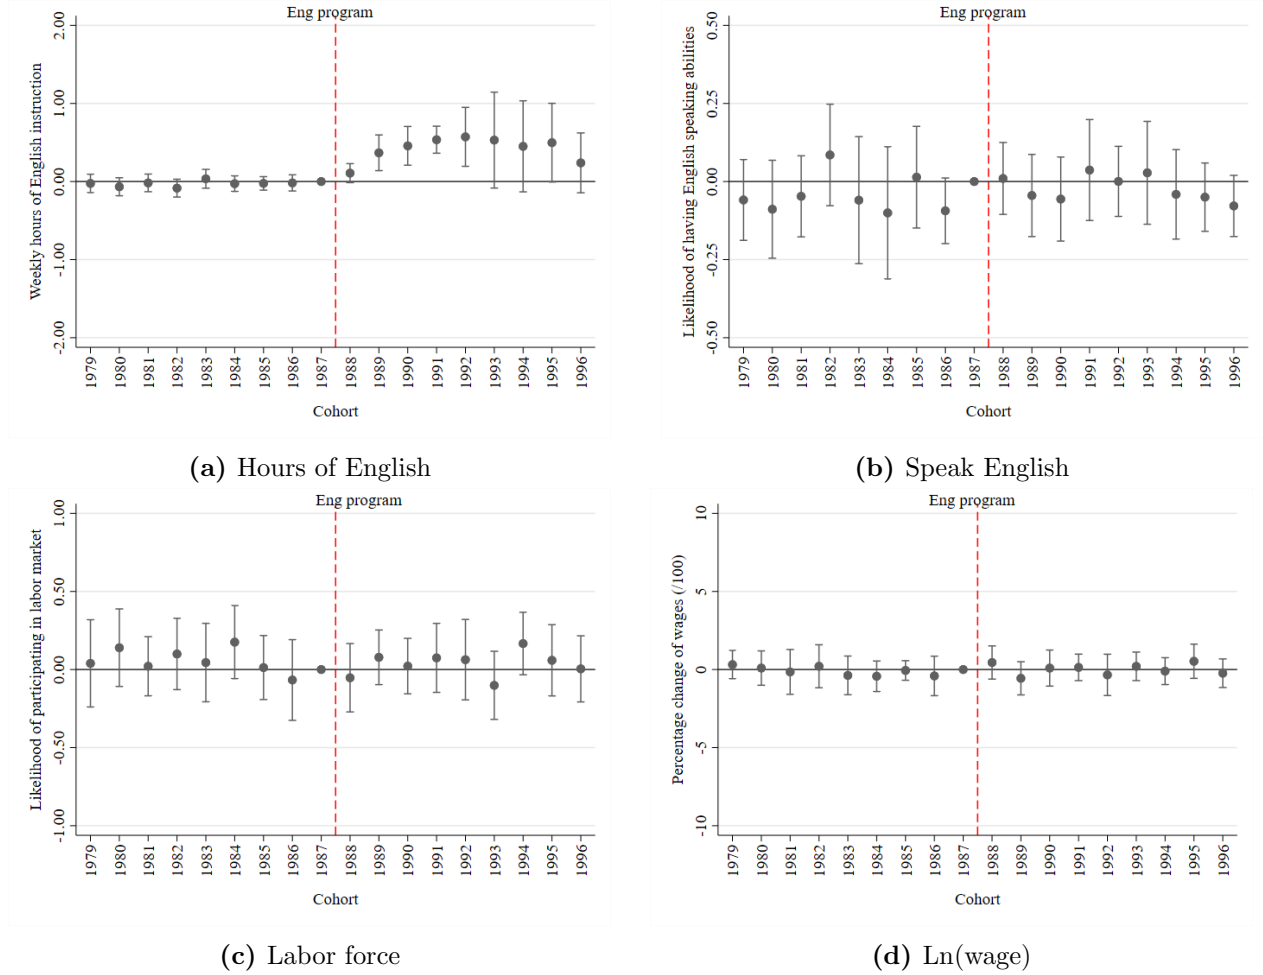 Eng program
Weekly hours of English instruction
2.00
1.00
0.00
-1.00
-2.00
1979 1980 1981 1982 1983 1984 1985 1986 1987 1988 1989 1990 1991 1992 1993 1994 1995 1996
Cohort
(a) Hours of English
Eng program
Likelihood of having English speaking abilities
0.50
0.25
0.00
-0.25
-0.50
1979 1980 1981 1982 1983 1984 1985 1986 1987 1988 1989 1990 1991 1992 1993 1994 1995 1996
Cohort
(b) Speak English
Eng program
Likelihood of participating in labor market
1.00
0.50
0.00
-0.50
-1.00
1979 1980 1981 1982 1983 1984 1985 1986 1987 1988 1989 1990 1991 1992 1993 1994 1995 1996
Cohort
(c) Labor force
Eng program
Percentage change of wages (/100)
10
5
0
-5
-10
1979 1980 1981 1982 1983 1984 1985 1986 1987 1988 1989 1990 1991 1992 1993 1994 1995 1996
Cohort
(d) Ln(wage)